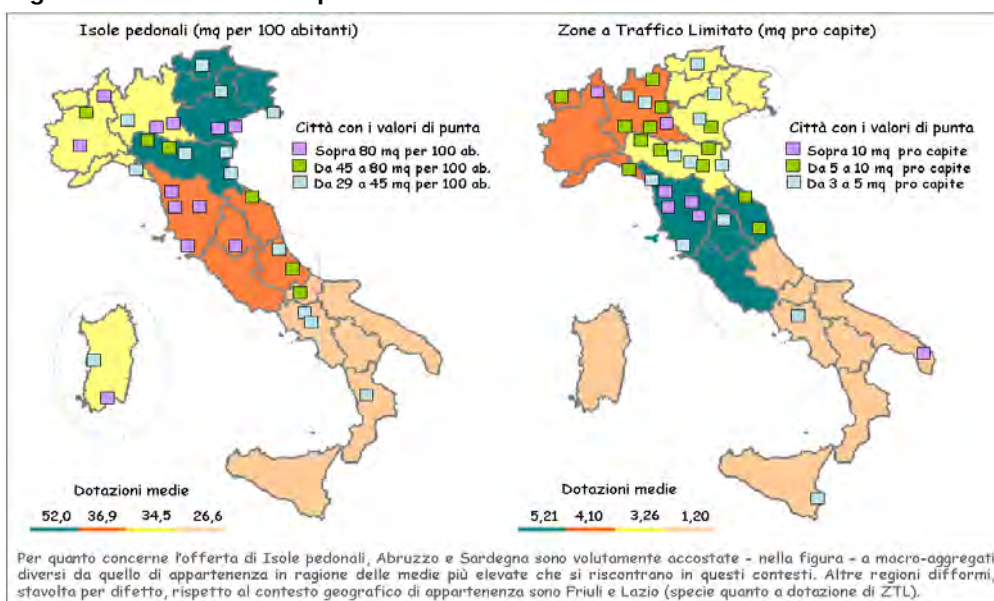 Isole pedonali (mq per 100 abitanti)
Zone a Traffico Limitato (mq pro capite)
Città con i valori di punta
Sopra 80 mq per 100 ab.
Da 45 a 80 mq per 100 ab.
Da 29 a 45 mq per 100 ab.
Città con i valori di punta
Sopra 10 mq pro capite
Da 5 a 10 mq pro capite
Da 3 a 5 mq pro capite
Dotazioni medie
52,0 36,9 34,5 26,6
Dotazioni medie
5,21 4,10 3,26 1,20
Per quanto concerne l'offerta di Isole pedonali, Abruzzo e Sardegna sono volutamente accostate - nella figura - a macro-aggregati
diversi da quello di appartenenza in ragione delle medie più elevate che si riscontrano in questi contesti. Altre regioni difformi,
stavolta per difetto, rispetto al contesto geografico di appartenenza sono Friuli e Lazio (specie quanto a dotazione di ZTL).